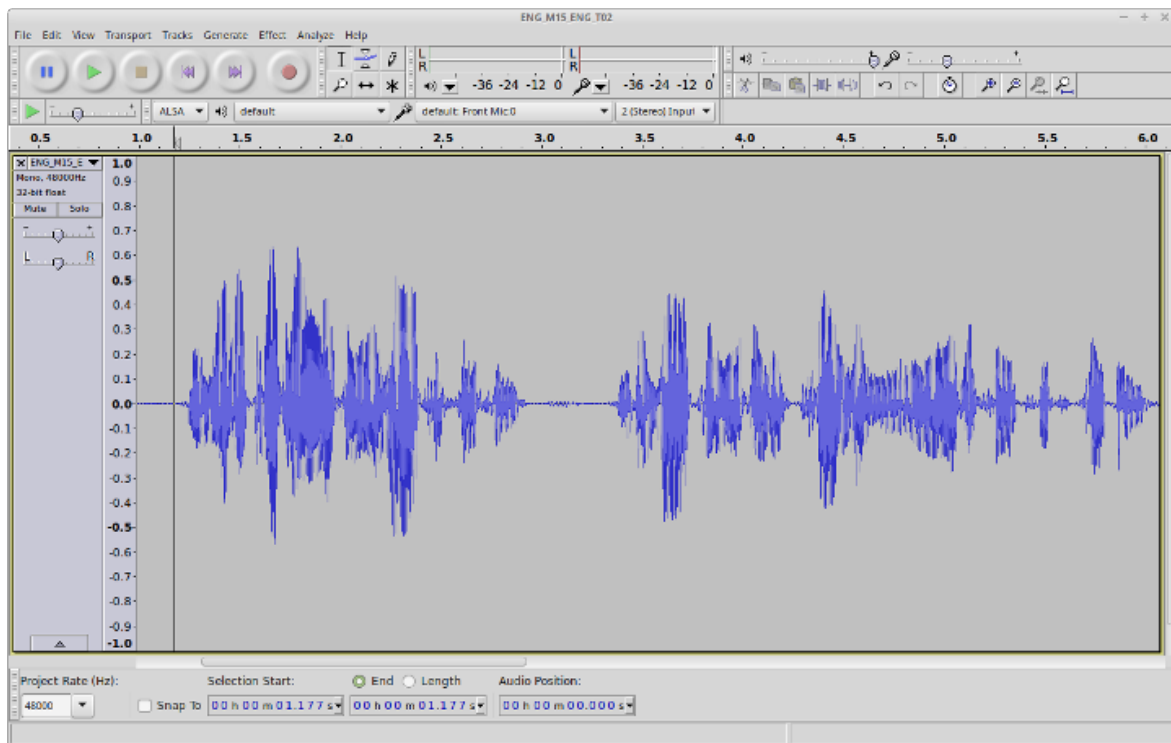 ENG_M15_ENG_T02
File Edit View Transport Tracks Generate Effect Analyze Help
L R L R
-36 -24 -12 0 -36 -24 -12 0
ALSA default default: Front Mic:0 2 (Stereo) Input
0.5 1.0 1.5 2.0 2.5 3.0 3.5 4.0 4.5 5.0 5.5 6.0
ENG_M15_E
Mono, 48000Hz
32-bit float
Mute Solo
- +
L R
1.0
0.9
0.8
0.7
0.6
0.5
0.4
0.3
0.2
0.1
0.0
-0.1
-0.2
-0.3
-0.4
-0.5
-0.6
-0.7
-0.8
-0.9
-1.0
Project Rate (Hz): Selection Start: End Length Audio Position:
48000 Snap To 00 h 00 m 01.177 s 00 h 00 m 01.177 s 00 h 00 m 00.000 s